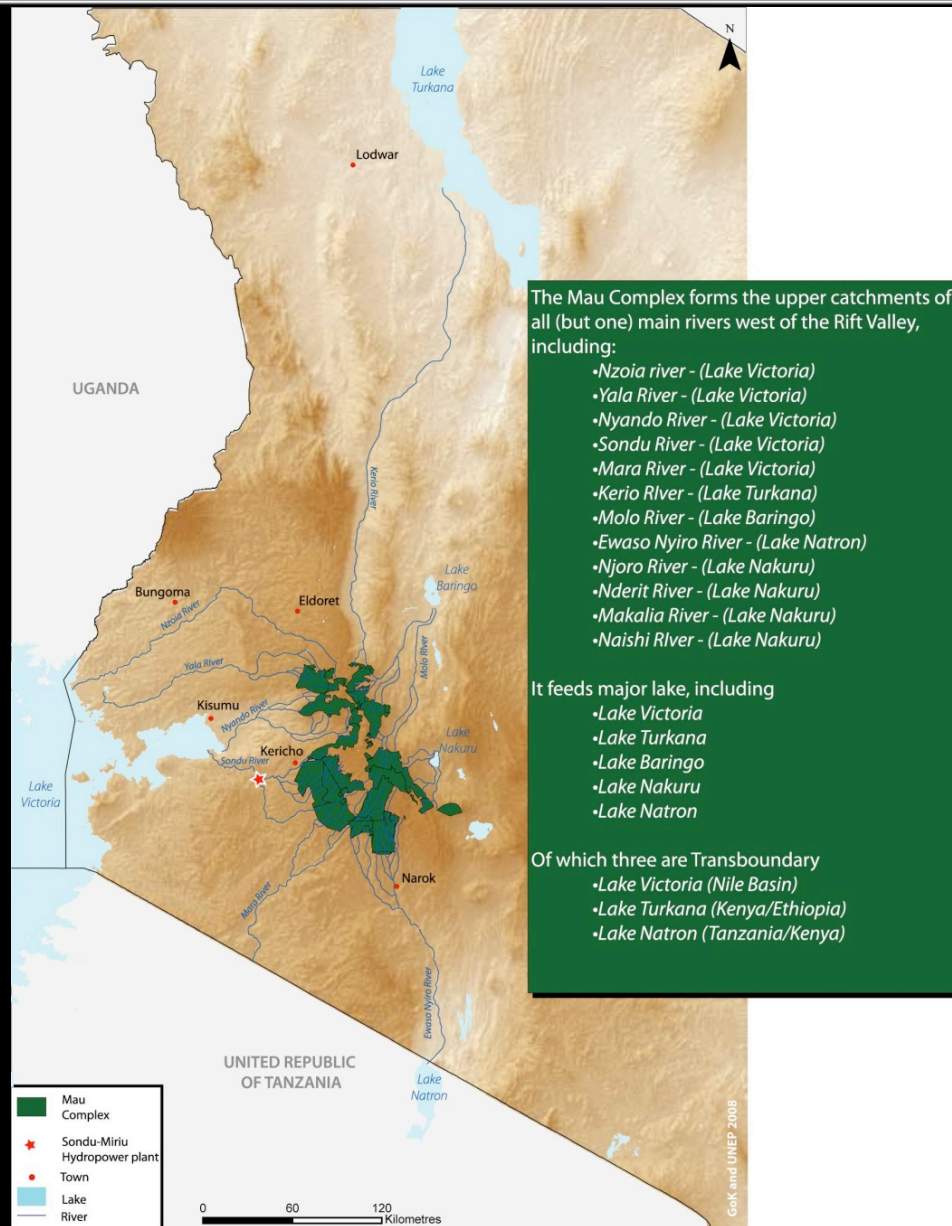 N
Lake
Turkana
Lodwar
UGANDA
Kerio River
Lake
Baringo
Bungoma
Eldoret
Nzoia River
Yala RIver
Molo RIver
Kisumu
Nyando River
Lake
Nakuru
Kericho
Sondu River
Lake
Victoria
Narok
Mara River
Ewaso Nyiro River
UNITED REPUBLIC
OF TANZANIA
Lake
Natron
The Mau Complex forms the upper catchments of
all (but one) main rivers west of the Rift Valley,
including:
•Nzoia river - (Lake Victoria)
•Yala River - (Lake Victoria)
•Nyando River - (Lake Victoria)
•Sondu River - (Lake Victoria)
•Mara River - (Lake Victoria)
•Kerio RIver - (Lake Turkana)
•Molo River - (Lake Baringo)
•Ewaso Nyiro River - (Lake Natron)
•Njoro River - (Lake Nakuru)
•Nderit River - (Lake Nakuru)
•Makalia River - (Lake Nakuru)
•Naishi RIver - (Lake Nakuru)
It feeds major lake, including
•Lake Victoria
•Lake Turkana
•Lake Baringo
•Lake Nakuru
•Lake Natron
Of which three are Transboundary
•Lake Victoria (Nile Basin)
•Lake Turkana (Kenya/Ethiopia)
•Lake Natron (Tanzania/Kenya)
Mau
Complex
Sondu-Miriu
Hydropower plant
Town
Lake
River
0 60 120
Kilometres
GoK and UNEP 2008